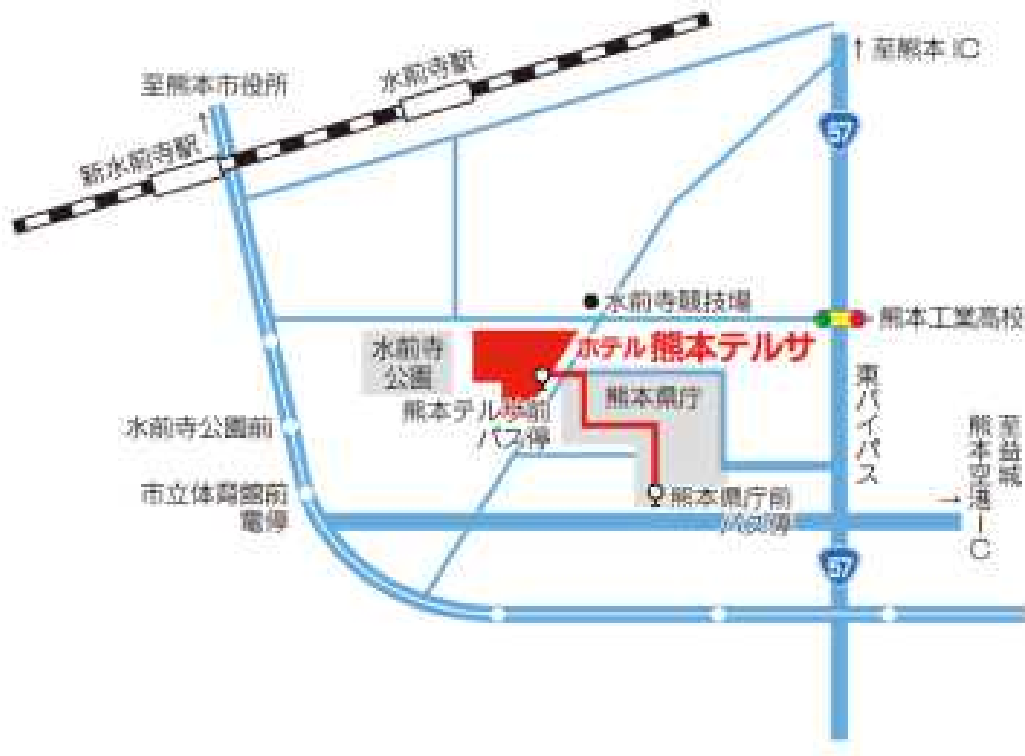 ↑至熊本IC
水前寺駅
至熊本市役所
↑
57
新水前寺駅
水前寺競技場
熊本工業高校
ホテル 熊本テルサ
水前寺
公園
熊本県庁
東バイパス
熊本テルサ前
バス停
水前寺公園前
至益城
熊本空港IC
→
市立体育館前
電停
熊本県庁前
バス停
57